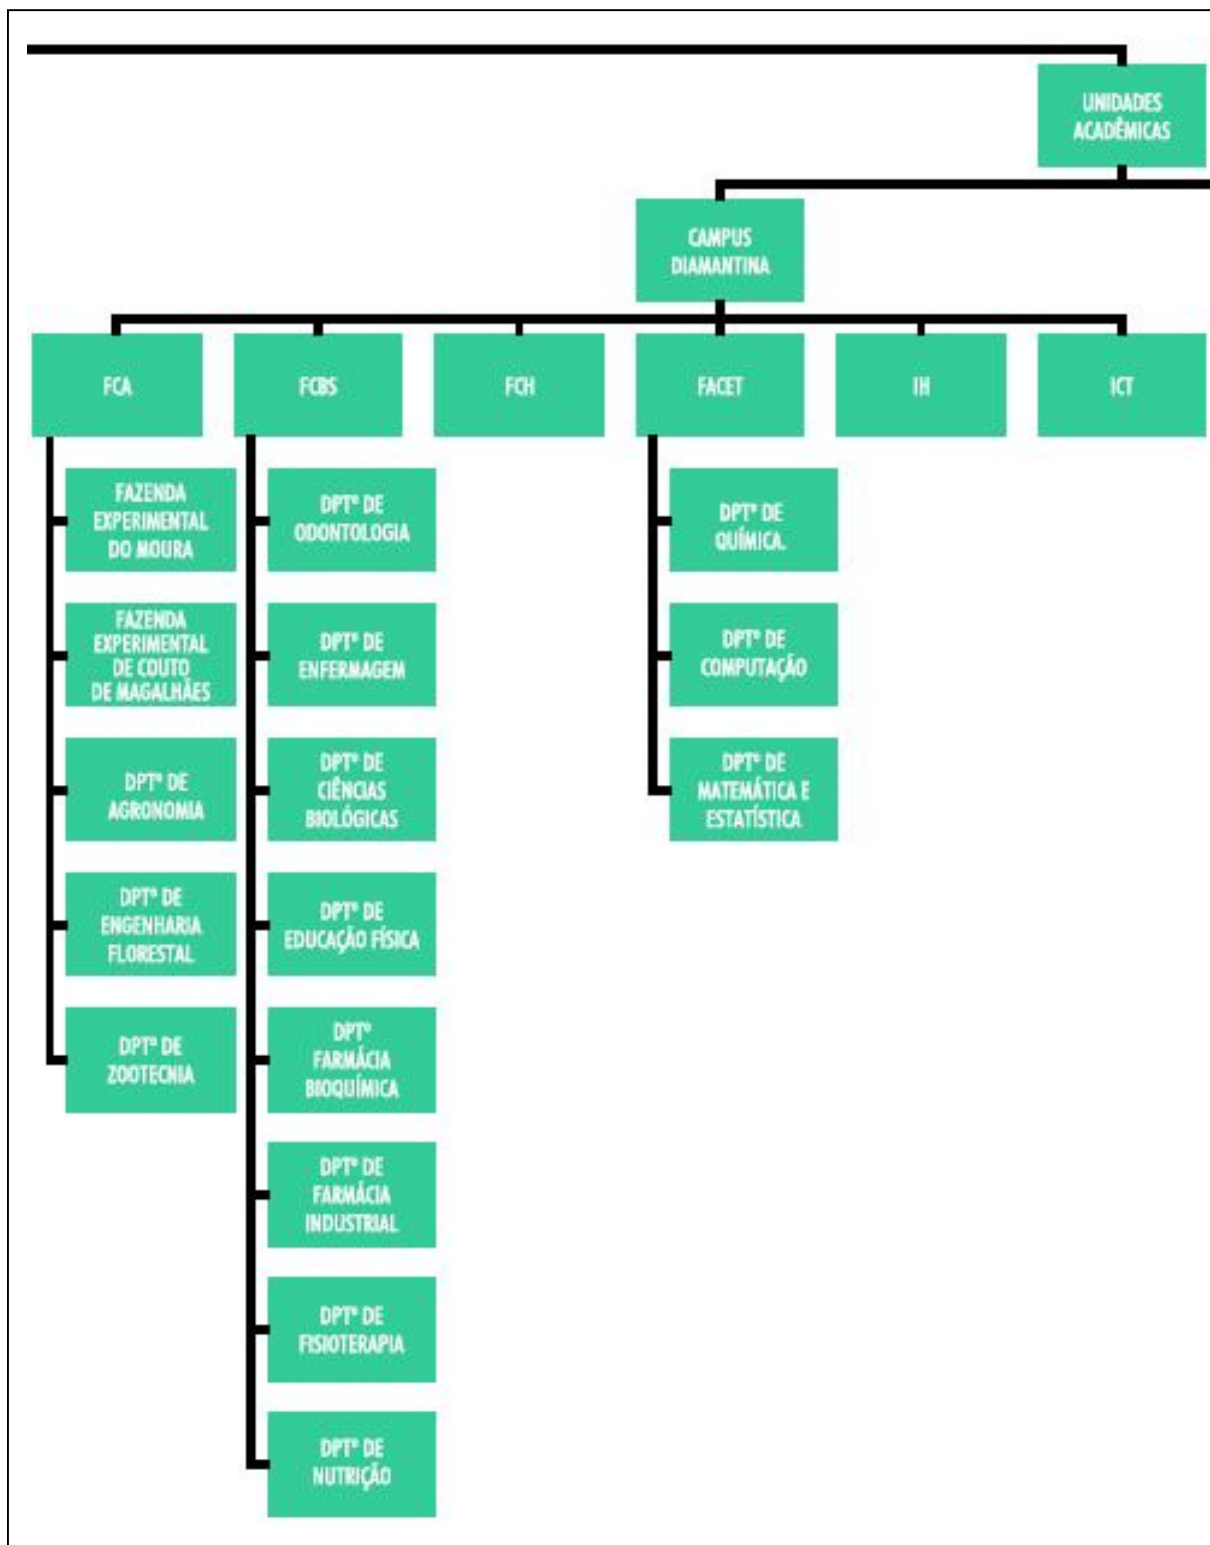 UNIDADES
ACADÊMICAS
CAMPUS
DIAMANTINA
FCA
FCBS
FCH
FACET
IH
ICT
FAZENDA
EXPERIMENTAL
DO MOURA
FAZENDA
EXPERIMENTAL
DE COUTO
DE MAGALHÃES
DPTº DE
AGRONOMIA
DPTº DE
ENGENHARIA
FLORESTAL
DPTº DE
ZOOTECNIA
DPTº DE
ODONTOLOGIA
DPTº DE
ENFERMAGEM
DPTº DE
CIÊNCIAS
BIOLÓGICAS
DPTº DE
EDUCAÇÃO FÍSICA
DPTº
FARMÁCIA
BIOQUÍMICA
DPTº DE
FARMÁCIA
INDUSTRIAL
DPTº DE
FISIOTERAPIA
DPTº DE
NUTRIÇÃO
DPTº DE
QUÍMICA.
DPTº DE
COMPUTAÇÃO
DPTº DE
MATEMÁTICA E
ESTATÍSTICA